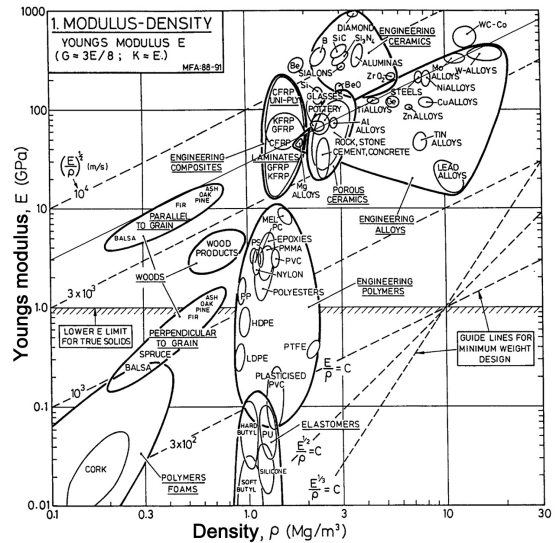 1. MODULUS-DENSITY
YOUNGS MODULUS E
(G = 3E/8 ; K = E.)
MFA:88-91
Youngs modulus, E (GPa)
1000
100
10
1.0
0.1
0.01
DIAMOND
B
SiC
Si₃N₄
ENGINEERING
CERAMICS
WC-Co
Be
SIALONS
ALUMINAS
ZrO₂
Mo
ALLOYS
W-ALLOYS
Si
BeO
STEELS
Ni ALLOYS
CFRP
UNI-PLY
GLASSES
POTTERY
Ti ALLOYS
Ge
Cu ALLOYS
Zn ALLOYS
KFRP
GFRP
Al
ALLOYS
TIN
ALLOYS
ROCK, STONE
CEMENT, CONCRETE
CFRP
LAMINATES
GFRP
KFRP
LEAD
ALLOYS
Mg
ALLOYS
POROUS
CERAMICS
ENGINEERING
COMPOSITES
(E/ρ)^½ (m/s)
10⁴
ENGINEERING
ALLOYS
ASH
OAK
PINE
FIR
PARALLEL
TO GRAIN
BALSA
WOOD
PRODUCTS
WOODS
MEL
PC
PS
EPOXIES
PMMA
PVC
NYLON
POLYESTERS
ENGINEERING
POLYMERS
3 × 10³
PP
HDPE
LDPE
PTFE
PLASTICISED
PVC
LOWER E LIMIT
FOR TRUE SOLIDS
ASH
OAK
PINE
FIR
PERPENDICULAR
TO GRAIN
SPRUCE
BALSA
GUIDE LINES FOR
MINIMUM WEIGHT
DESIGN
E/ρ = C
10³
3×10²
HARD
BUTYL
PU
ELASTOMERS
E^½/ρ = C
SILICONE
SOFT
BUTYL
E^⅓/ρ = C
CORK
POLYMERS
FOAMS
0.1
0.3
1.0
3
10
30
Density, ρ (Mg/m³)